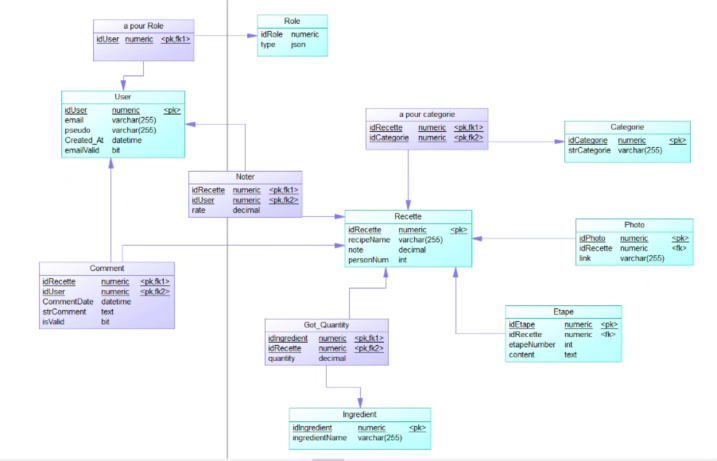 a pour Role
idUser numeric <pk,fk1>
Role
idRole numeric
type json
User
idUser numeric <pk>
email varchar(255)
pseudo varchar(255)
Created_At datetime
emailValid bit
a pour categorie
idRecette numeric <pk,fk1>
idCategorie numeric <pk,fk2>
Categorie
idCategorie numeric <pk>
strCategorie varchar(255)
Noter
idRecette numeric <pk,fk1>
idUser numeric <pk,fk2>
rate decimal
Recette
idRecette numeric <pk>
recipeName varchar(255)
note decimal
personNum int
Photo
idPhoto numeric <pk>
idRecette numeric <fk>
link varchar(255)
Comment
idRecette numeric <pk,fk1>
idUser numeric <pk,fk2>
CommentDate datetime
strComment text
isValid bit
Etape
idEtape numeric <pk>
idRecette numeric <fk>
etapeNumber int
content text
Got_Quantity
idIngredient numeric <pk,fk1>
idRecette numeric <pk,fk2>
quantity decimal
Ingredient
idIngredient numeric <pk>
ingredientName varchar(255)